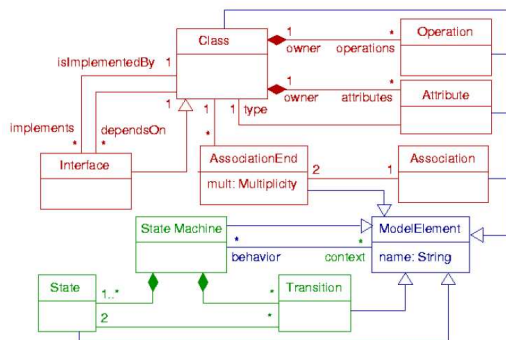 1
*
Class
Operation
owner
operations
isImplementedBy
1
1
*
owner
attributes
Attribute
1
1
1
type
implements
dependsOn
*
*
*
Interface
AssociationEnd
2
1
Association
mult: Multiplicity
State Machine
ModelElement
*
*
behavior
context
name: String
State
1..*
*
Transition
2
*